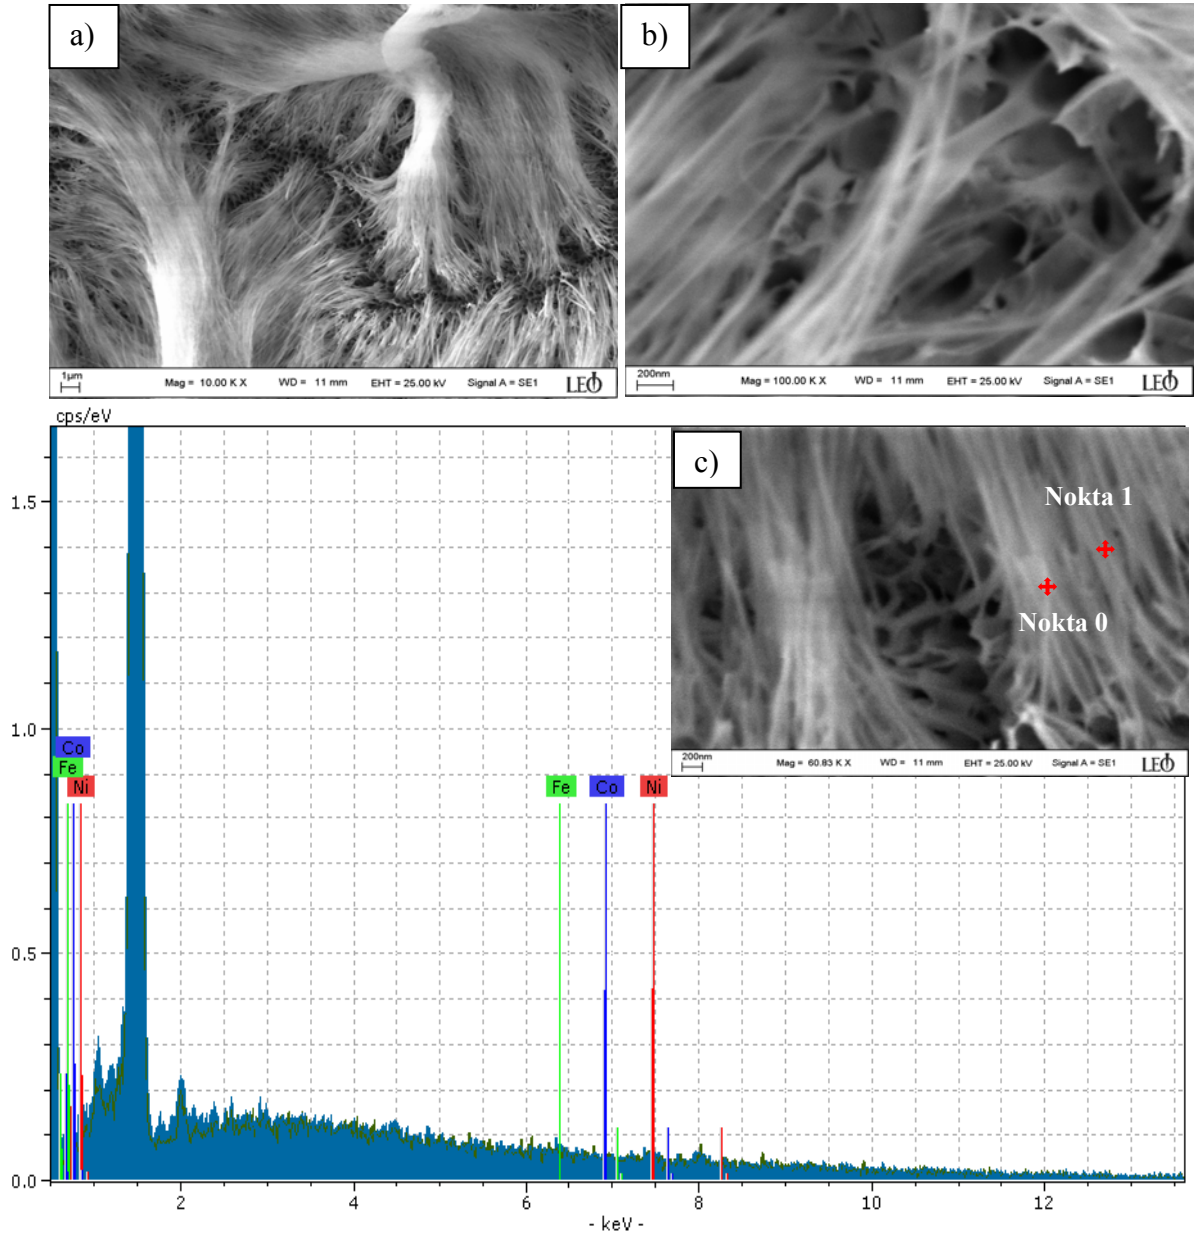 a)
1μm
Mag = 10.00 K X WD = 11 mm EHT = 25.00 kV Signal A = SE1 LEO
b)
200nm
Mag = 100.00 K X WD = 11 mm EHT = 25.00 kV Signal A = SE1 LEO
cps/eV
c)
Nokta 1
Nokta 0
200nm
Mag = 60.83 K X WD = 11 mm EHT = 25.00 kV Signal A = SE1 LEO
1.5
1.0
0.5
0.0
Co
Fe
Ni
Fe Co Ni
2 4 6 8 10 12
- keV -